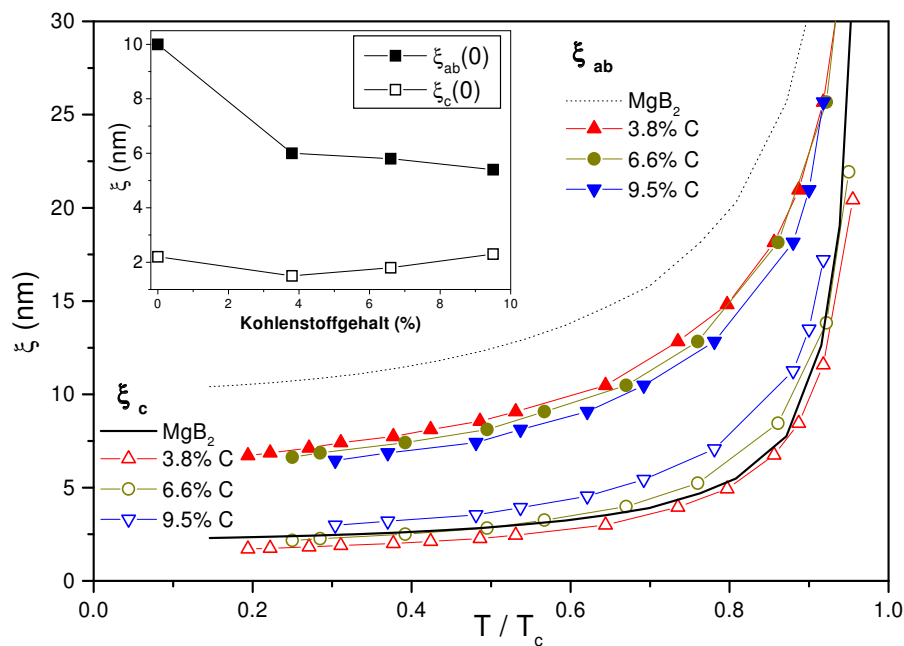 30
25
20
15
10
5
0
ξ (nm)
0.0
0.2
0.4
0.6
0.8
1.0
T / Tc
10
8
6
4
2
ξ (nm)
0
2
4
6
8
10
Kohlenstoffgehalt (%)
ξab(0)
ξc(0)
ξab
MgB2
3.8% C
6.6% C
9.5% C
ξc
MgB2
3.8% C
6.6% C
9.5% C